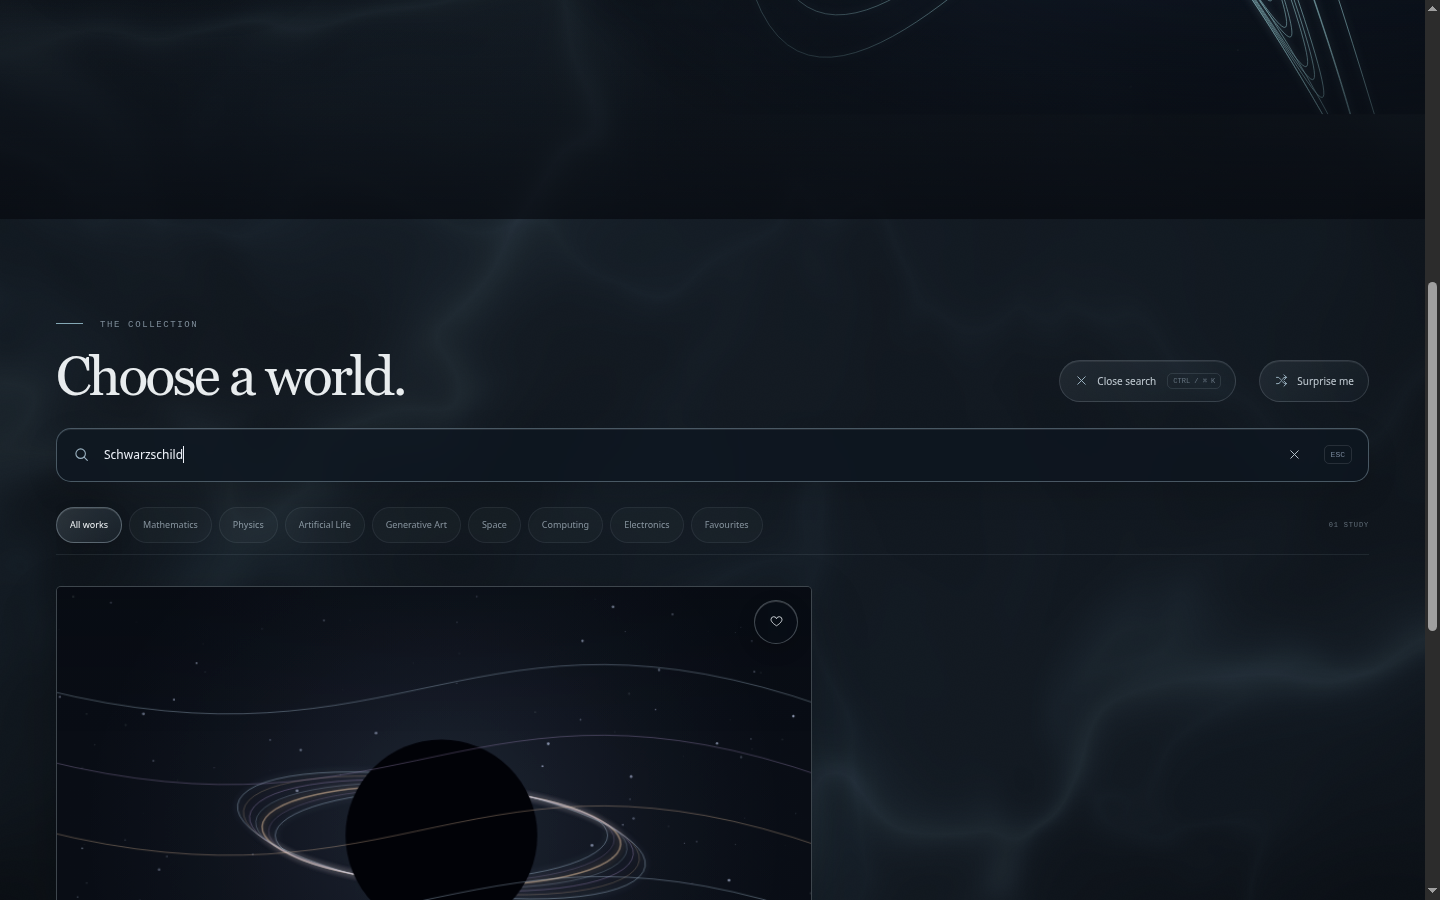 THE COLLECTION
Choose a world.
Close search CTRL / ⌘ K
Surprise me
Schwarzschild
ESC
All works Mathematics Physics Artificial Life Generative Art Space Computing Electronics Favourites
01 STUDY